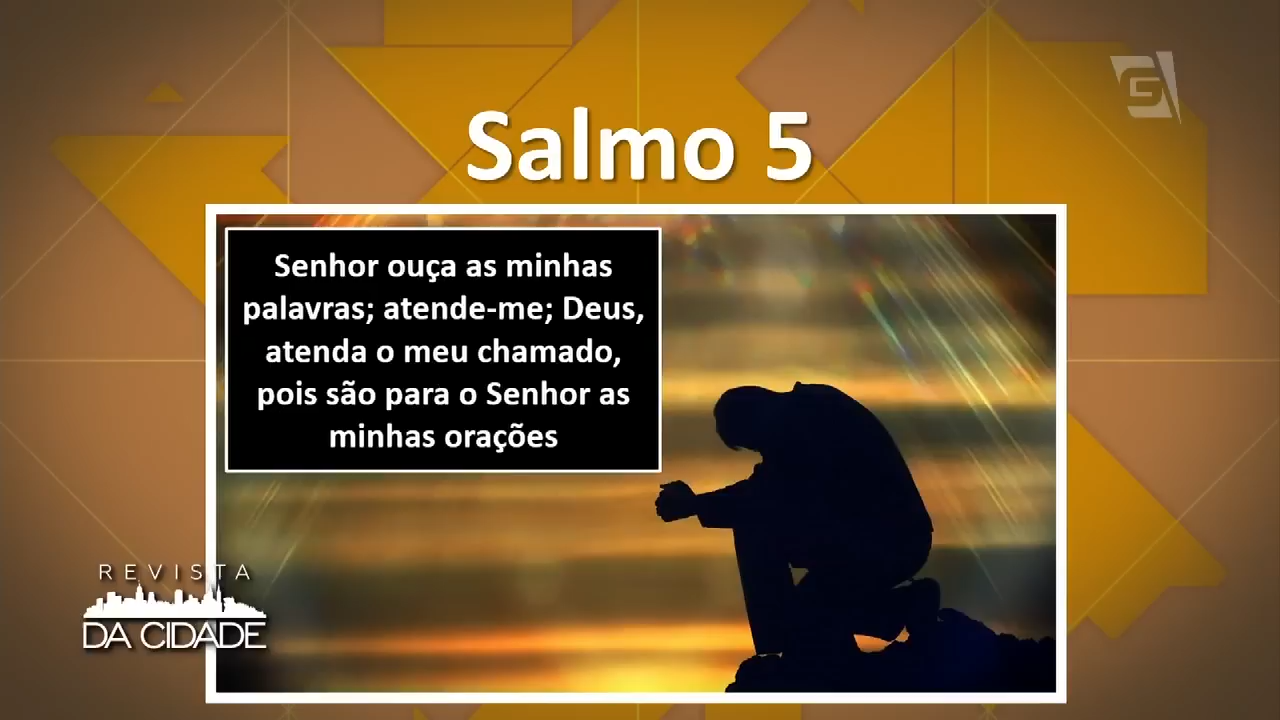 Salmo 5
Senhor ouça as minhas
palavras; atende-me; Deus,
atenda o meu chamado,
pois são para o Senhor as
minhas orações
REVISTA
DA CIDADE